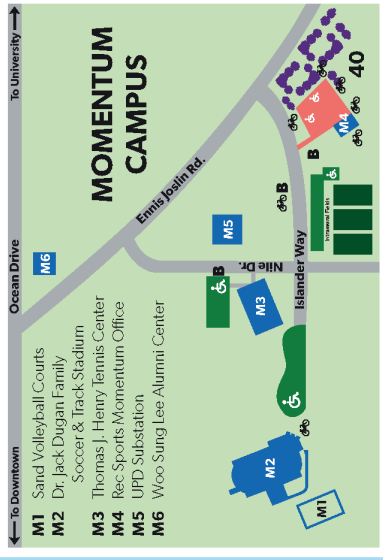 To University
Ocean Drive
To Downtown
MOMENTUM
CAMPUS
Ennis Joslin Rd.
M6
M5
Nile Dr.
B
M3
Islander Way
B
B
40
M4
Intramural Fields
M2
M1
M1 Sand Volleyball Courts
M2 Dr. Jack Dugan Family
Soccer & Track Stadium
M3 Thomas J. Henry Tennis Center
M4 Rec Sports Momentum Office
M5 UPD Substation
M6 Woo Sung Lee Alumni Center